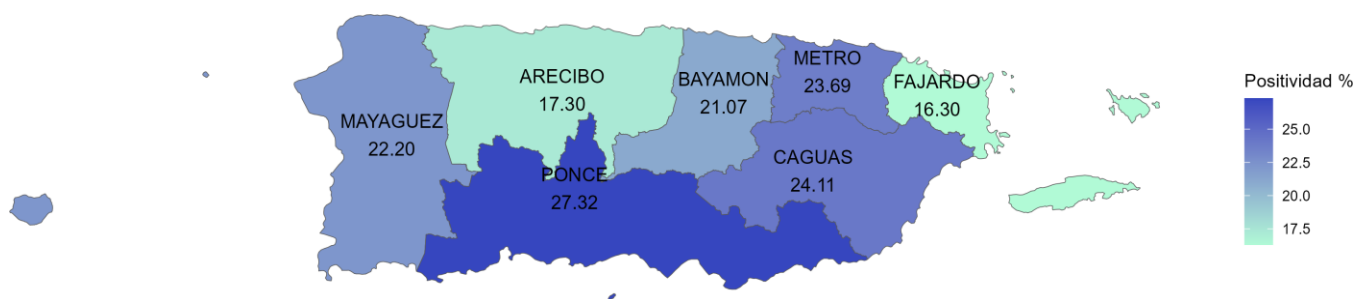 METRO
23.69
ARECIBO
17.30
BAYAMON
21.07
FAJARDO
16.30
MAYAGUEZ
22.20
CAGUAS
24.11
PONCE
27.32
Positividad %
25.0
22.5
20.0
17.5